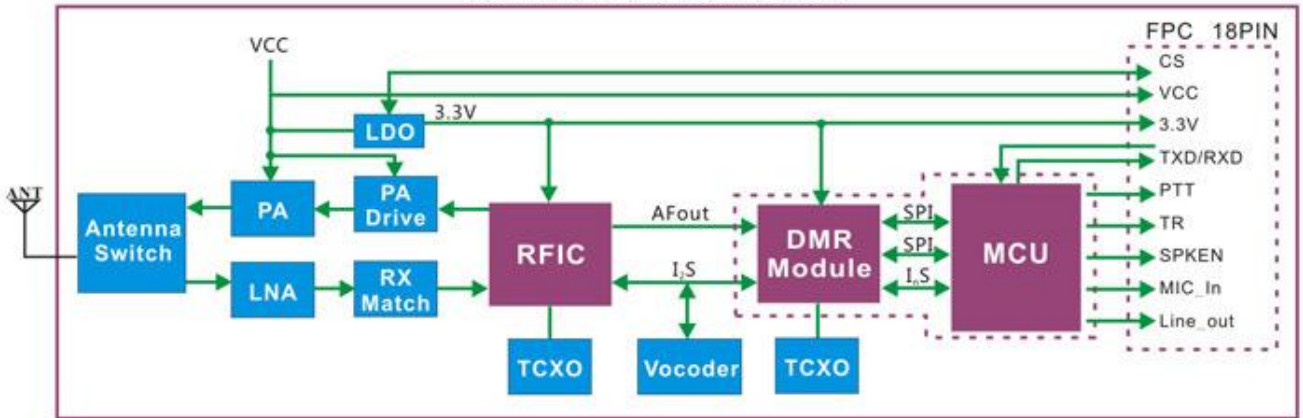 FPC 18PIN
VCC
CS
VCC
3.3V
3.3V
LDO
TXD/RXD
ANT
Antenna
Switch
PA
PA
Drive
PTT
AFout
SPI
TR
RFIC
DMR
Module
SPI
MCU
SPKEN
I₂S
I₆S
MIC_In
LNA
RX
Match
Line_out
TCXO
Vocoder
TCXO